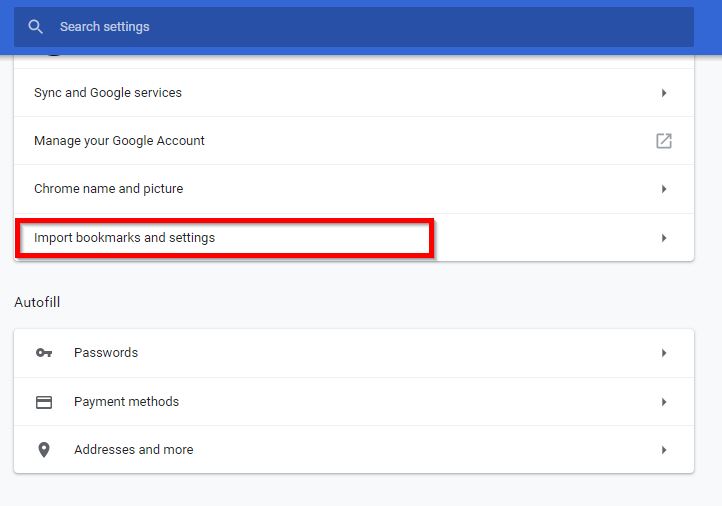 Search settings
Sync and Google services
Manage your Google Account
Chrome name and picture
Import bookmarks and settings
Autofill
Passwords
Payment methods
Addresses and more